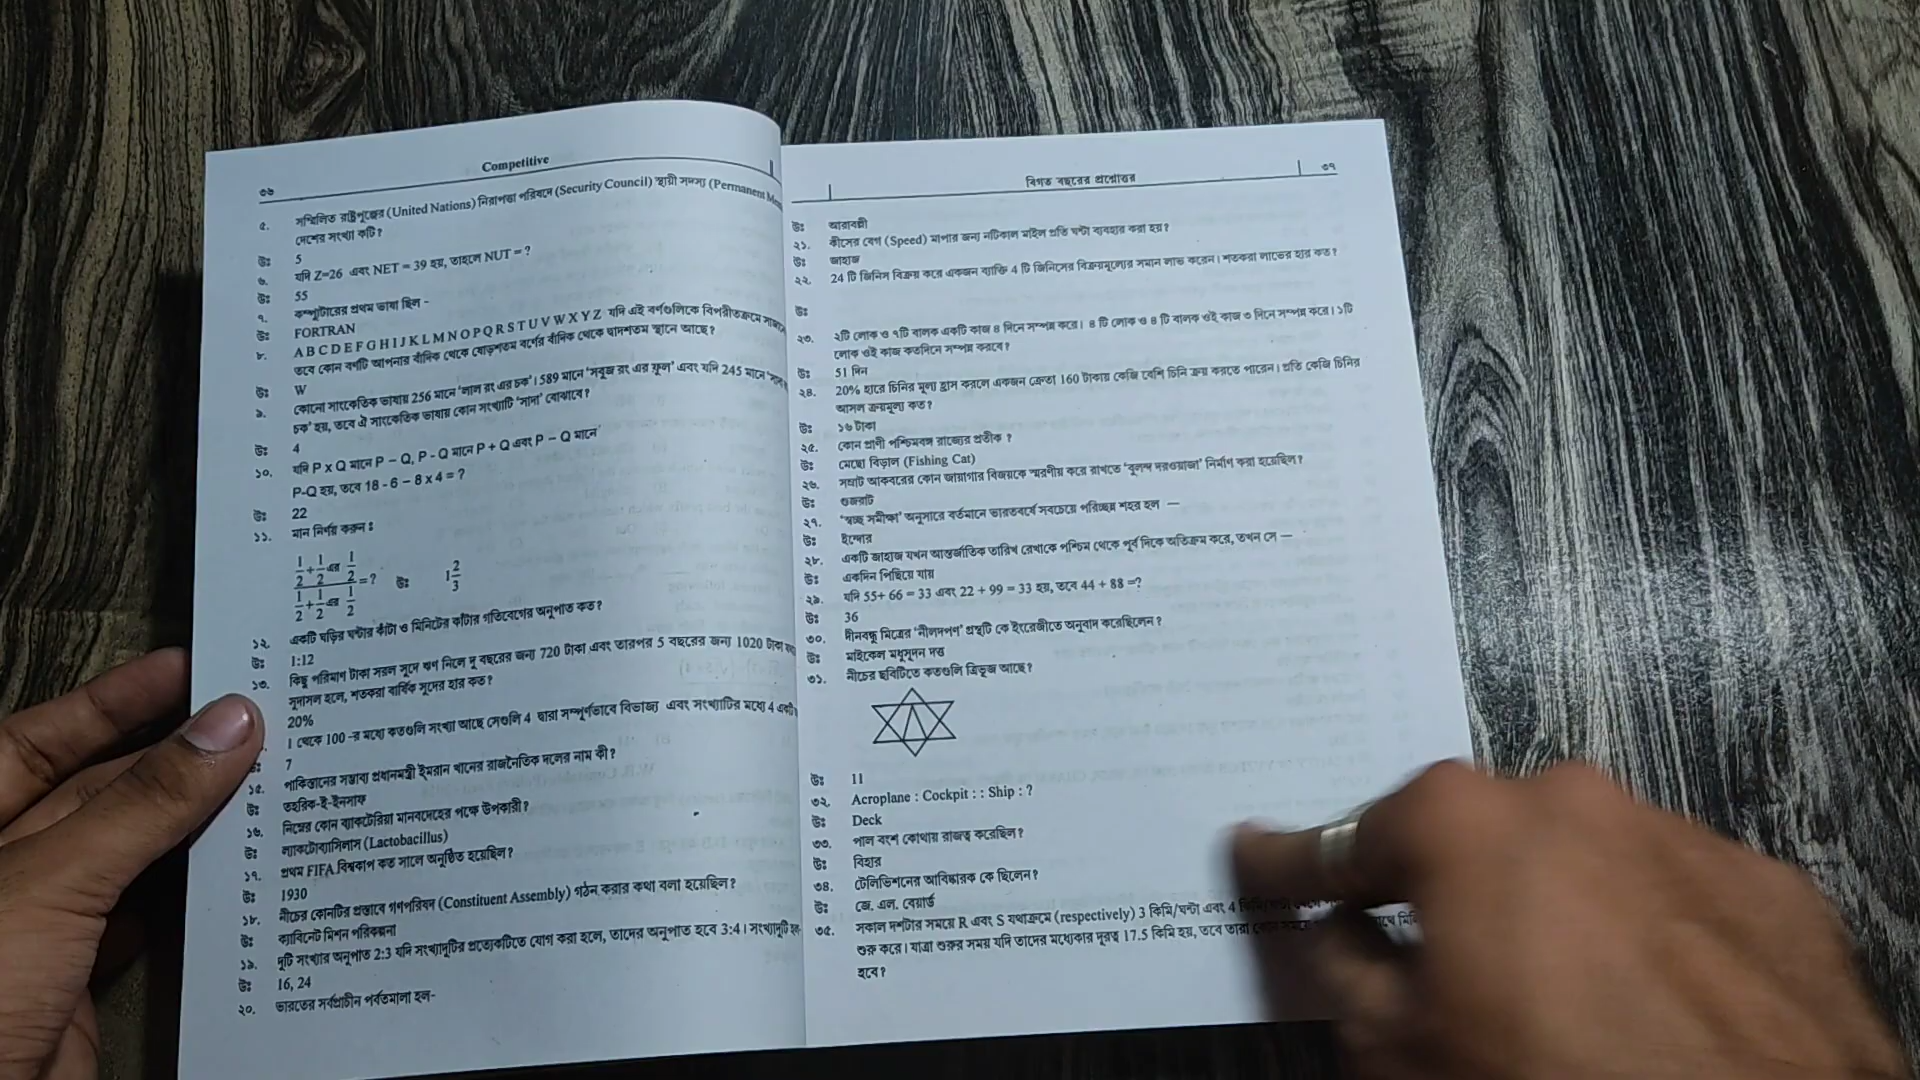 ৩৬
Competitive
৫. সম্মিলিত রাষ্ট্রপুঞ্জের (United Nations) নিরাপত্তা পরিষদে (Security Council) স্থায়ী সদস্য (Permanent
দেশের সংখ্যা কটি?
উঃ 5
৬. যদি Z=26 এবং NET = 39 হয়, তাহলে NUT = ?
উঃ 55
৭. কম্পুটারের প্রথম ভাষা ছিল -
উঃ FORTRAN
৮. A B C D E F G H I J K L M N O P Q R S T U V W X Y Z যদি এই বর্ণগুলিকে বিপরীতক্রমে
তবে কোন বর্ণটি আপনার বাঁদিক থেকে ষোড়শতম বর্ণের বাঁদিক থেকে দ্বাদশতম স্থানে আছে?
উঃ W
৯. কোনো সাংকেতিক ভাষায় 256 মানে 'লাল রং এর চক'। 589 মানে 'সবুজ রং এর ফুল' এবং যদি 245 মানে
চক' হয়, তবে ঐ সাংকেতিক ভাষায় কোন সংখ্যাটি 'সাদা' বোঝাবে?
উঃ 4
১০. যদি P x Q মানে P – Q, P - Q মানে P + Q এবং P – Q মানে
P-Q হয়, তবে 18 - 6 – 8 x 4 = ?
উঃ 22
১১. মান নির্ণয় করুন ঃ
1/2 + 1/2 এর 1/2
1/2 + 1/2 এর 1/2 = ? উঃ 1 2/3
১২. একটি ঘড়ির ঘন্টার কাঁটা ও মিনিটের কাঁটার গতিবেগের অনুপাত কত?
উঃ 1:12
১৩. কিছু পরিমাণ টাকা সরল সুদে ঋণ নিলে দু বছরের জন্য 720 টাকা এবং তারপর 5 বছরের জন্য 1020 টাকা
সুদাসল হলে, শতকরা বার্ষিক সুদের হার কত?
20%
1 থেকে 100 -র মধ্যে কতগুলি সংখ্যা আছে সেগুলি 4 দ্বারা সম্পূর্ণভাবে বিভাজ্য এবং সংখ্যাটির মধ্যে 4
7
১৫. পাকিস্তানের সম্ভাব্য প্রধানমন্ত্রী ইমরান খানের রাজনৈতিক দলের নাম কী?
উঃ তহরিক-ই-ইনসাফ
১৬. নিম্নের কোন ব্যাকটেরিয়া মানবদেহের পক্ষে উপকারী?
উঃ ল্যাকটোব্যাসিলাস (Lactobacillus)
১৭. প্রথম FIFA বিশ্বকাপ কত সালে অনুষ্ঠিত হয়েছিল?
উঃ 1930
১৮. নীচের কোনটির প্রস্তাবে গণপরিষদ (Constituent Assembly) গঠন করার কথা বলা হয়েছিল?
উঃ ক্যাবিনেট মিশন পরিকল্পনা
১৯. দুটি সংখ্যার অনুপাত 2:3 যদি সংখ্যাদুটির প্রত্যেকটিতে যোগ করা হলে, তাদের অনুপাত হবে 3:4। সংখ্যাদুটি
উঃ 16, 24
২০. ভারতের সর্বপ্রাচীন পর্বতমালা হল-
বিগত বছরের প্রশ্নোত্তর
৩৭
উঃ আরাবল্লী
২১. কীসের বেগ (Speed) মাপার জন্য নটিকাল মাইল প্রতি ঘন্টা ব্যবহার করা হয়?
উঃ জাহাজ
২২. 24 টি জিনিস বিক্রয় করে একজন ব্যাক্তি 4 টি জিনিসের বিক্রয়মূল্যের সমান লাভ করেন। শতকরা লাভের হার কত?
উঃ
২৩. ২টি লোক ও ৭টি বালক একটি কাজ ৪ দিনে সম্পন্ন করে। ৪ টি লোক ও ৪ টি বালক ওই কাজ ৩ দিনে সম্পন্ন করে। ১টি
লোক ওই কাজ কতদিনে সম্পন্ন করবে?
উঃ 51 দিন
২৪. 20% হারে চিনির মূল্য হ্রাস করলে একজন ক্রেতা 160 টাকায় কেজি বেশি চিনি ক্রয় করতে পারেন। প্রতি কেজি চিনির
আসল ক্রয়মূল্য কত?
উঃ ১৬ টাকা
২৫. কোন প্রাণী পশ্চিমবঙ্গ রাজ্যের প্রতীক ?
উঃ মেছো বিড়াল (Fishing Cat)
২৬. সম্রাট আকবরের কোন জায়াগার বিজয়কে স্মরণীয় করে রাখতে 'বুলন্দ দরওয়াজা' নির্মাণ করা হয়েছিল?
উঃ গুজরাট
২৭. 'স্বচ্ছ সমীক্ষা' অনুসারে বর্তমানে ভারতবর্ষে সবচেয়ে পরিচ্ছন্ন শহর হল —
উঃ ইন্দোর
২৮. একটি জাহাজ যখন আন্তর্জাতিক তারিখ রেখাকে পশ্চিম থেকে পূর্ব দিকে অতিক্রম করে, তখন সে —
উঃ একদিন পিছিয়ে যায়
২৯. যদি 55+ 66 = 33 এবং 22 + 99 = 33 হয়, তবে 44 + 88 =?
উঃ 36
৩০. দীনবন্ধু মিত্রের 'নীলদর্পণ' গ্রন্থটি কে ইংরেজীতে অনুবাদ করেছিলেন ?
উঃ মাইকেল মধুসূদন দত্ত
৩১. নীচের ছবিটিতে কতগুলি ত্রিভূজ আছে?
উঃ 11
৩২. Acroplane : Cockpit : : Ship : ?
উঃ Deck
৩৩. পাল বংশ কোথায় রাজত্ব করেছিল?
উঃ বিহার
৩৪. টেলিভিশনের আবিষ্কারক কে ছিলেন?
উঃ জে. এল. বেয়ার্ড
৩৫. সকাল দশটার সময়ে R এবং S যথাক্রমে (respectively) 3 কিমি/ঘন্টা এবং 4
শুরু করে। যাত্রা শুরুর সময় যদি তাদের মধ্যেকার দূরত্ব 17.5 কিমি হয়, তবে তারা
হবে?